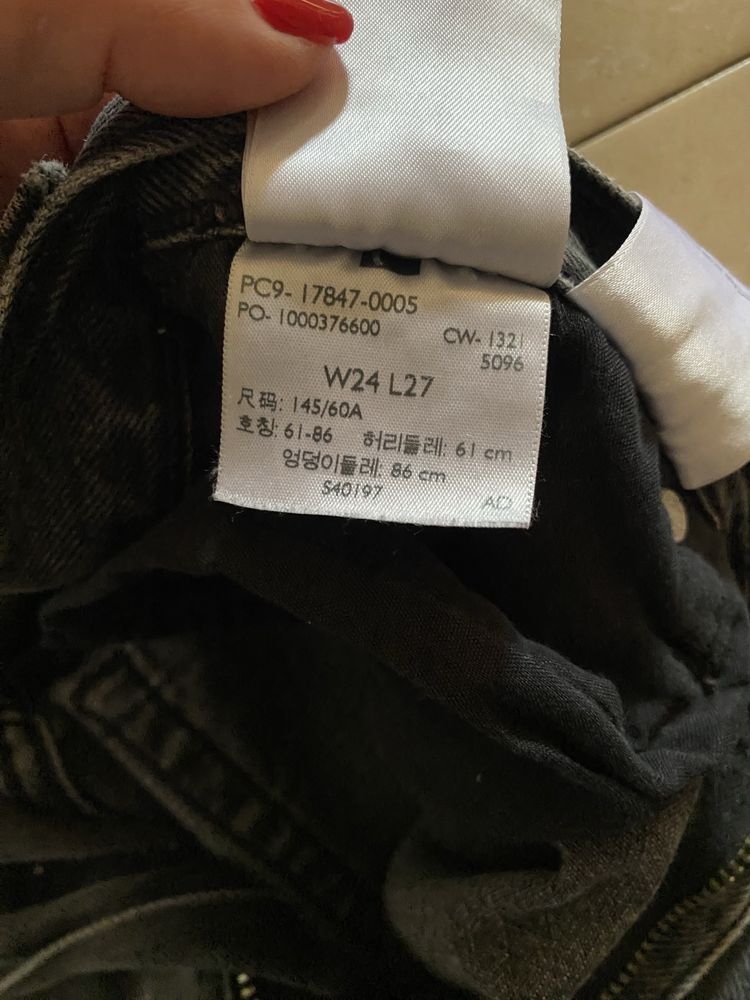 PC9- 17847-0005
PO- 1000376600
CW- 1321
5096
W24 L27
尺码: 145/60A
호칭: 61-86 허리둘레: 61 cm
엉덩이둘레: 86 cm
S40197 AD